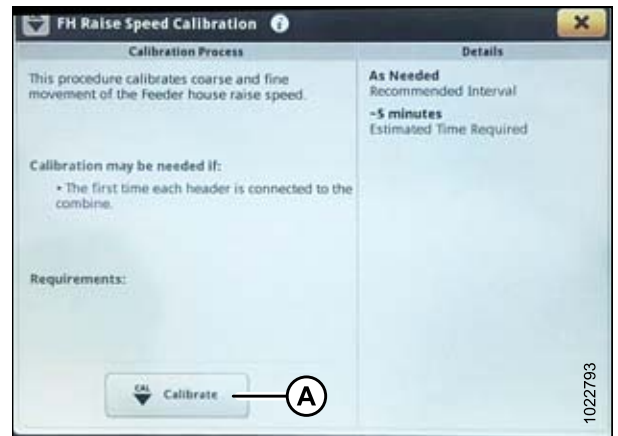 FH Raise Speed Calibration
Calibration Process
Details
This procedure calibrates coarse and fine
movement of the Feeder house raise speed.
Calibration may be needed if:
• The first time each header is connected to the
combine.
Requirements:
CAL
Calibrate
A
As Needed
Recommended Interval
~5 minutes
Estimated Time Required
1022793